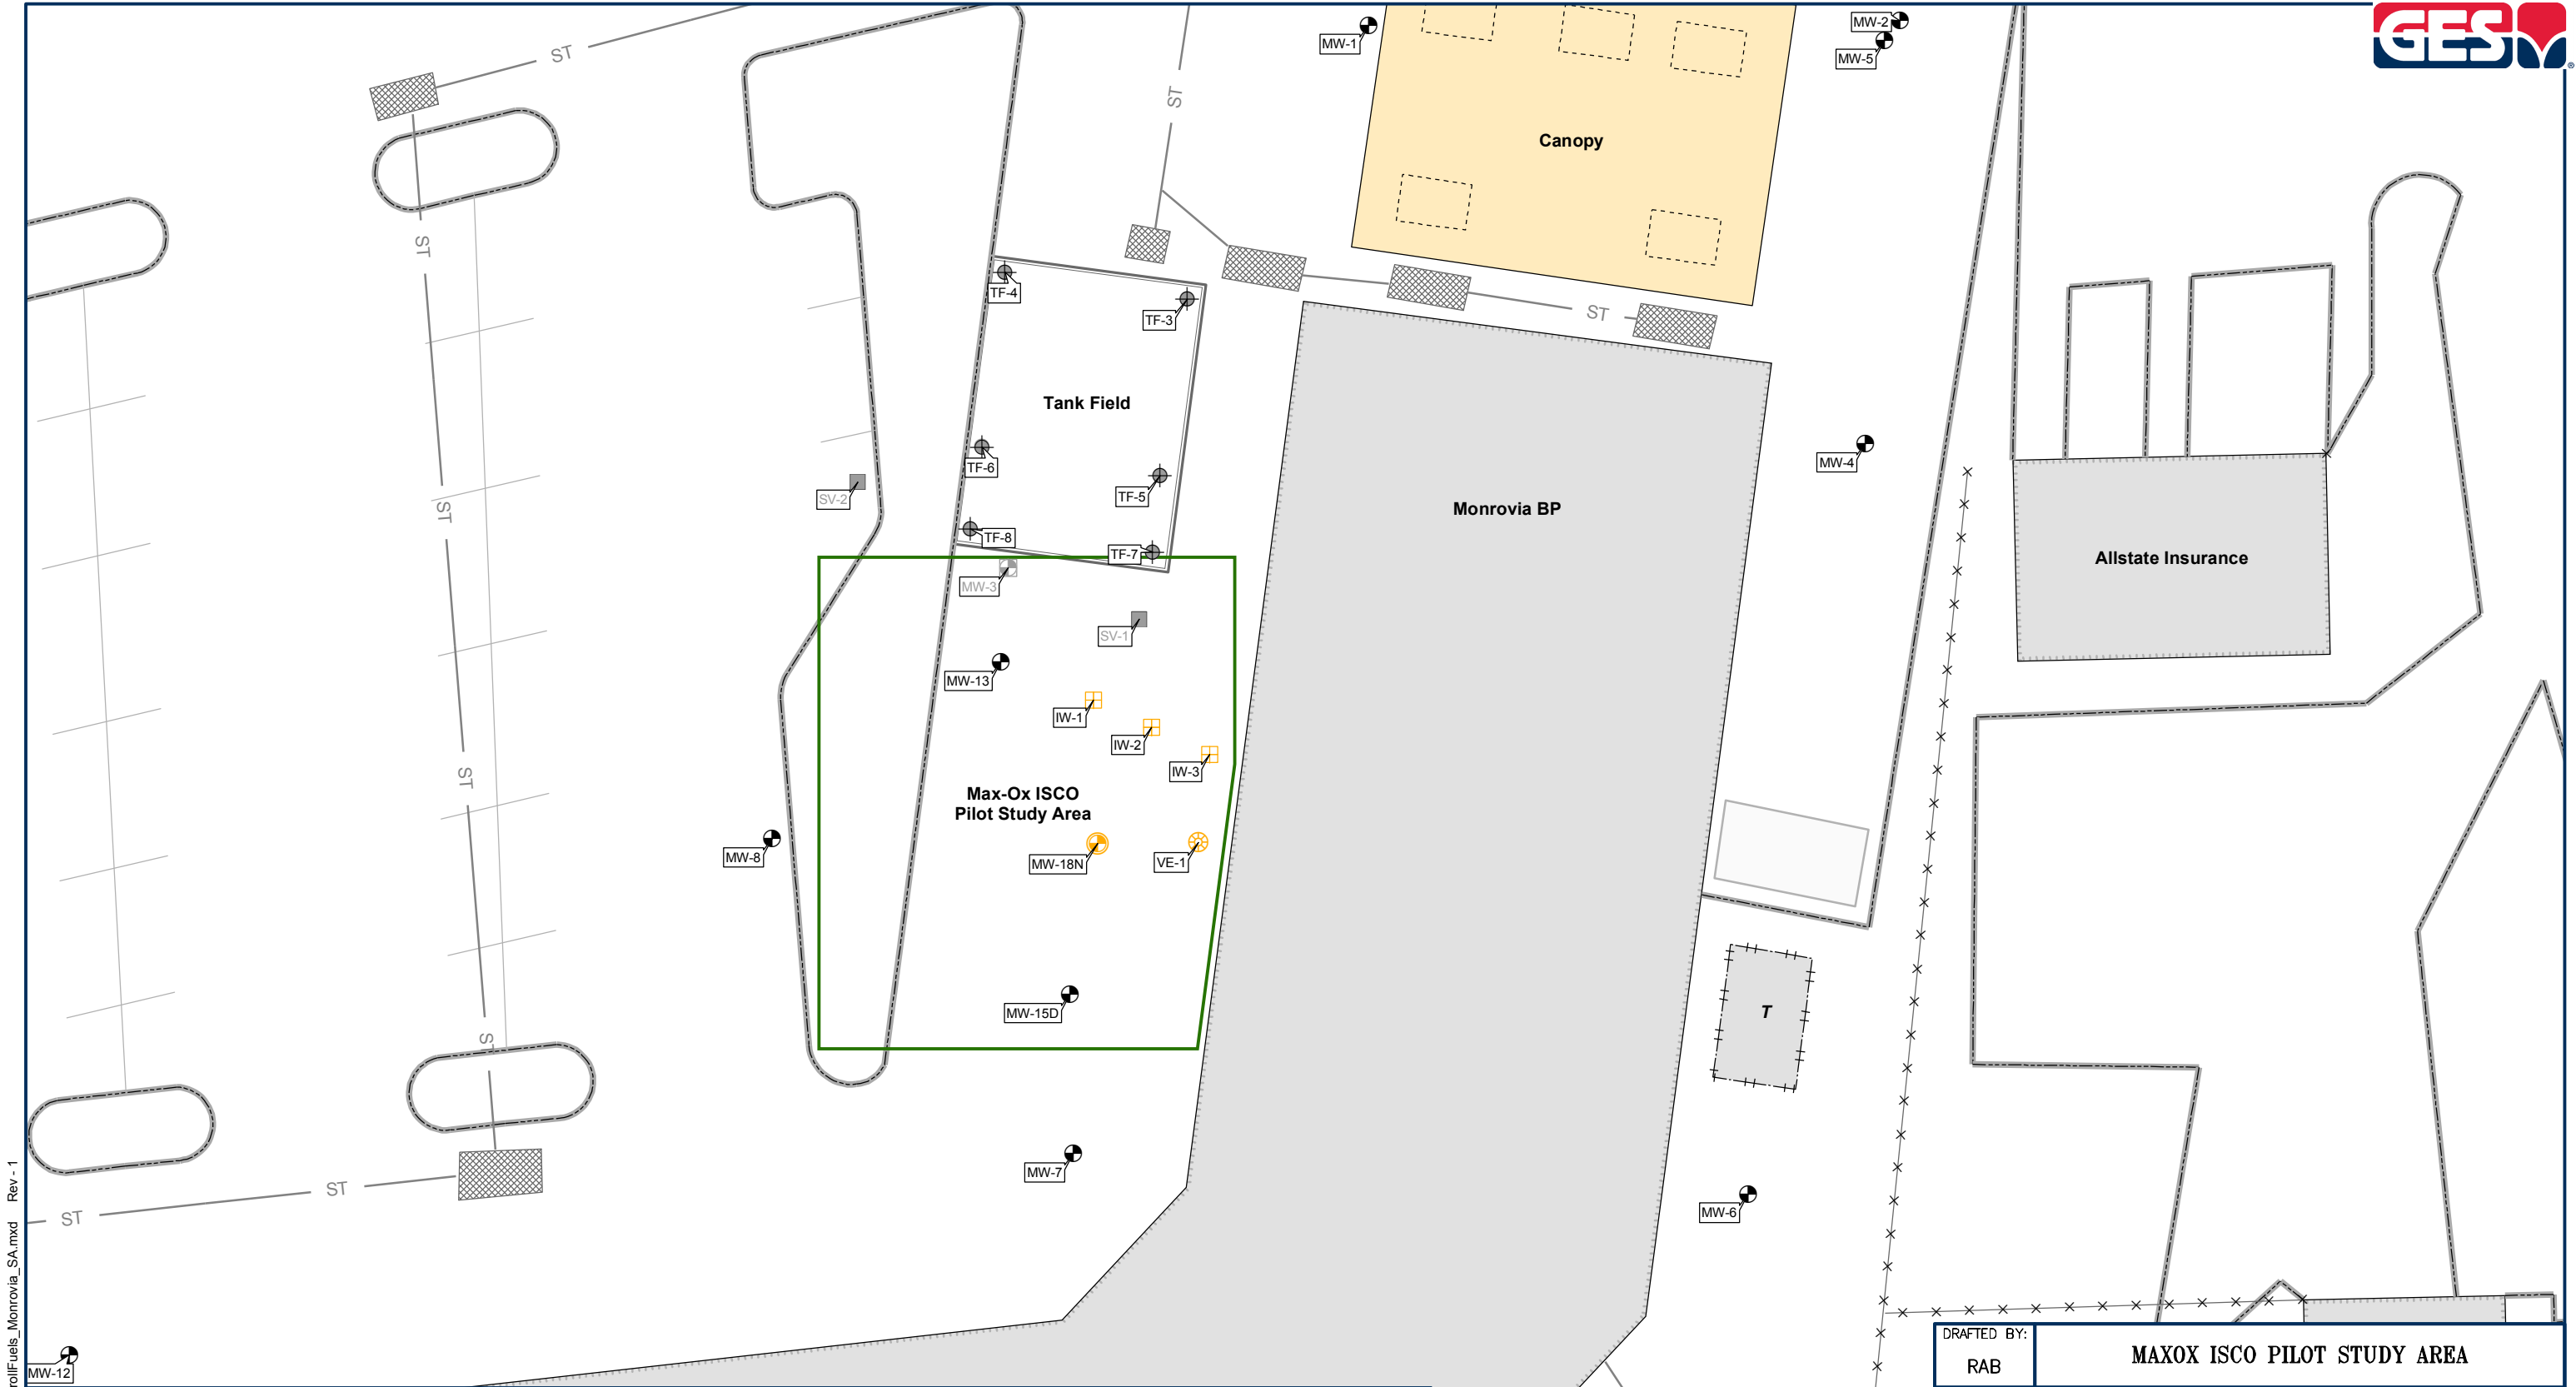 GES
®
MW-1
MW-2
MW-5
ST
ST
Canopy
ST
TF-4
TF-3
ST
Tank Field
MW-4
TF-6
TF-5
SV-2
ST
Monrovia BP
TF-8
TF-7
Allstate Insurance
MW-3
SV-1
MW-13
IW-1
IW-2
IW-3
ST
Max-Ox ISCO
Pilot Study Area
MW-8
MW-18N
VE-1
MW-15D
T
ST
MW-7
ST
ST
MW-6
MW-12
rollFuels_Monrovia_SA.mxd Rev - 1
DRAFTED BY:
RAB
MAXOX ISCO PILOT STUDY AREA